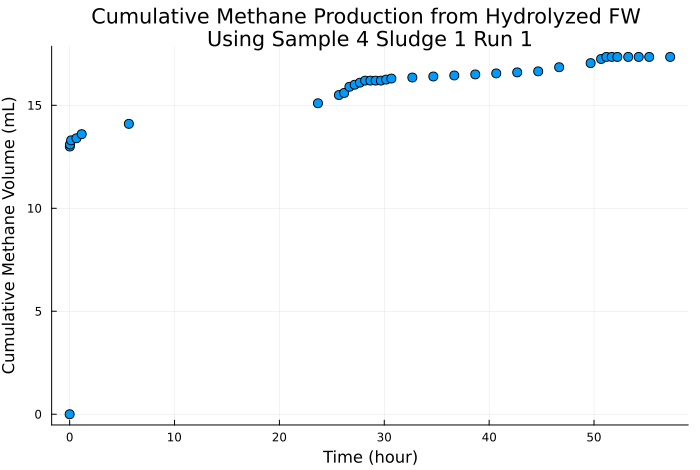 Cumulative Methane Production from Hydrolyzed FW
Using Sample 4 Sludge 1 Run 1
Cumulative Methane Volume (mL)
15
10
5
0
0 10 20 30 40 50
Time (hour)